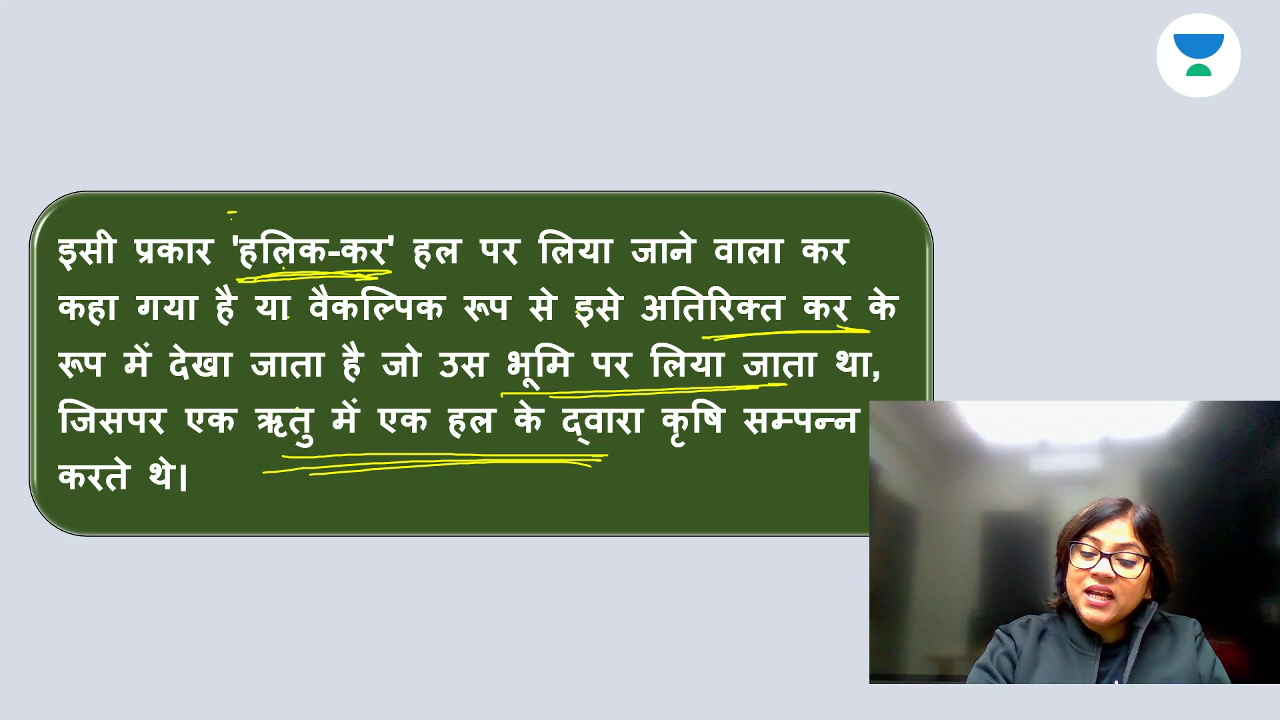 इसी प्रकार 'हलिक-कर' हल पर लिया जाने वाला कर
कहा गया है या वैकल्पिक रूप से इसे अतिरिक्त कर के
रूप में देखा जाता है जो उस भूमि पर लिया जाता था,
जिसपर एक ऋतु में एक हल के द्वारा कृषि सम्पन्न
करते थे।